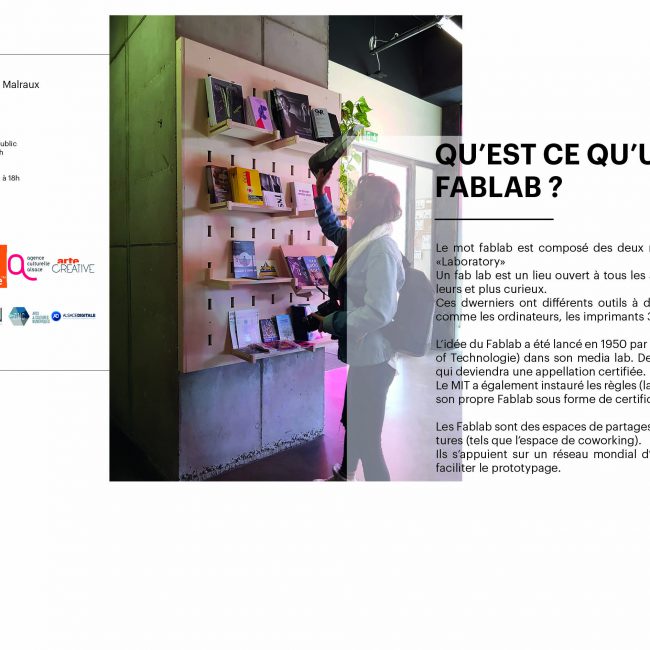 Malraux
ublic
h
à 18h
agence
culturelle
alsace
arte
CREATIVE
ALSACE DIGITALE
QU'EST CE QU'U
FABLAB ?
Le mot fablab est composé des deux
«Laboratory»
Un fab lab est un lieu ouvert à tous les
leurs et plus curieux.
Ces dwerniers ont différents outils à d
comme les ordinateurs, les imprimants 3
L'idée du Fablab a été lancé en 1950 par
of Technologie) dans son media lab. De
qui deviendra une appellation certifiée.
Le MIT a également instauré les règles (la
son propre Fablab sous forme de certific
Les Fablab sont des espaces de partages
tures (tels que l'espace de coworking).
Ils s'appuient sur un réseau mondial d'
faciliter le prototypage.